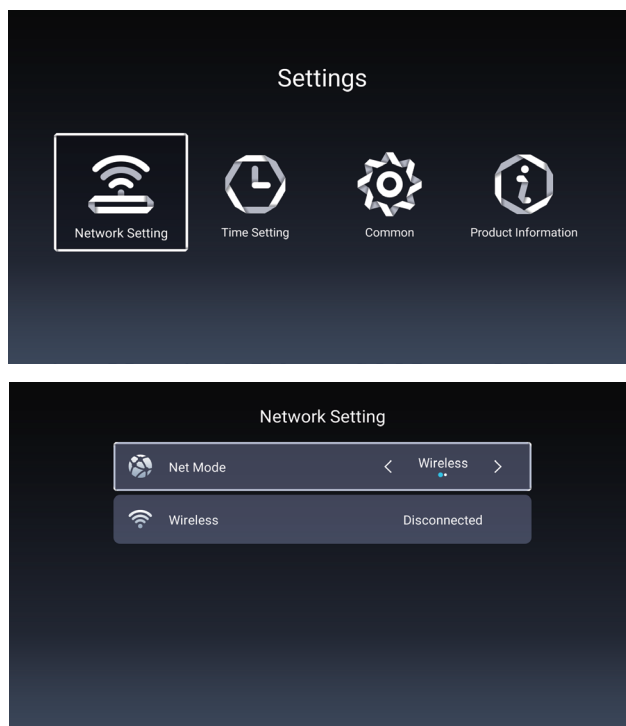 Settings
Network Setting
Time Setting
Common
Product Information
Network Setting
Net Mode
Wireless
Wireless
Disconnected